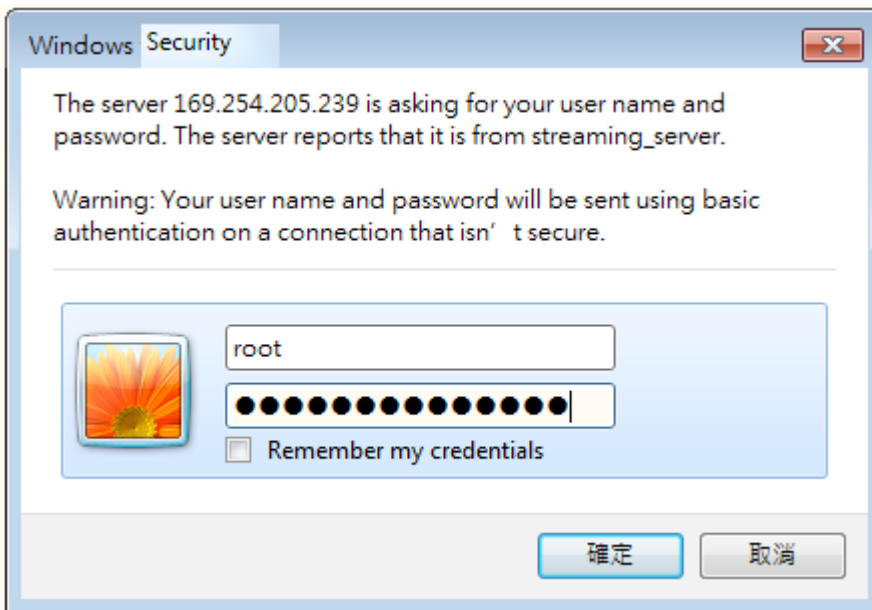 Windows Security
The server 169.254.205.239 is asking for your user name and
password. The server reports that it is from streaming_server.
Warning: Your user name and password will be sent using basic
authentication on a connection that isn’ t secure.
root
●●●●●●●●●●●●●●
Remember my credentials
確定
取消